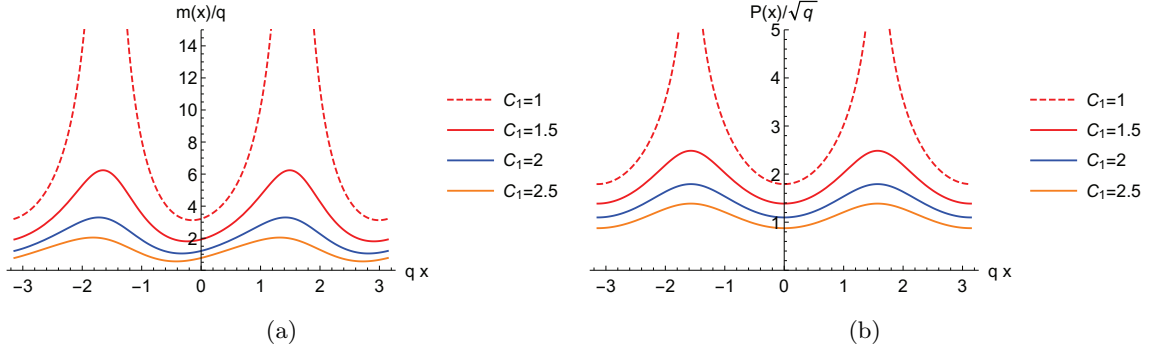 m(x)/q
14
12
10
8
6
4
2
−3 −2 −1 0 1 2 3
q x
C₁=1
C₁=1.5
C₁=2
C₁=2.5
(a)
P(x)/√q
5
4
3
2
1
−3 −2 −1 0 1 2 3
q x
C₁=1
C₁=1.5
C₁=2
C₁=2.5
(b)